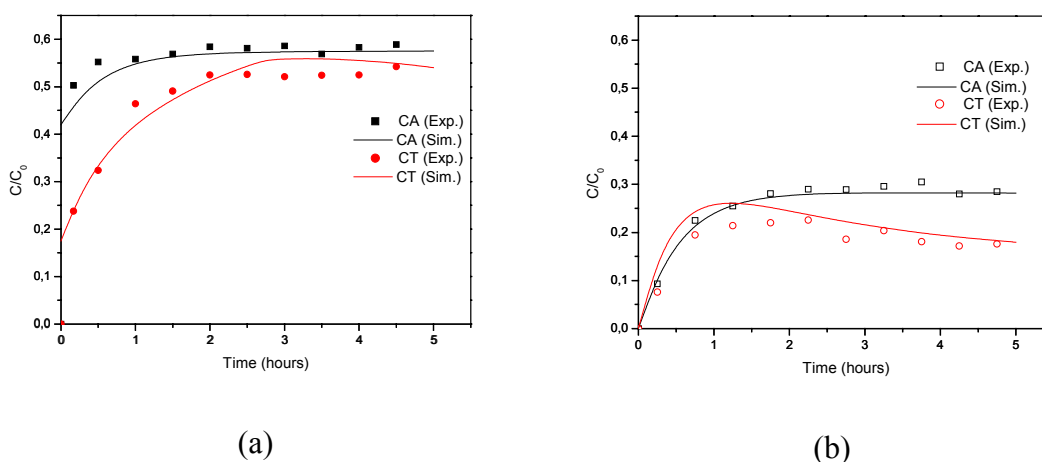 0,6
0,5
0,4
0,3
0,2
0,1
0,0
C/C0
0 1 2 3 4 5
Time (hours)
CA (Exp.)
CA (Sim.)
CT (Exp.)
CT (Sim.)
(a)
0,6
0,5
0,4
0,3
0,2
0,1
0,0
C/C0
0 1 2 3 4 5
Time (hours)
CA (Exp.)
CA (Sim.)
CT (Exp.)
CT (Sim.)
(b)